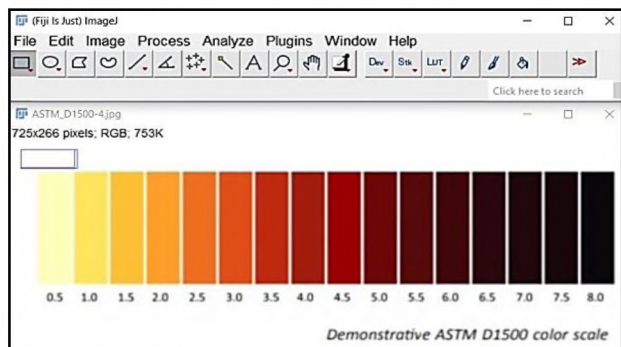 (Fiji Is Just) ImageJ
File Edit Image Process Analyze Plugins Window Help
Dev Stk LUT
Click here to search
ASTM_D1500-4.jpg
725x266 pixels; RGB; 753K
0.5 1.0 1.5 2.0 2.5 3.0 3.5 4.0 4.5 5.0 5.5 6.0 6.5 7.0 7.5 8.0
Demonstrative ASTM D1500 color scale